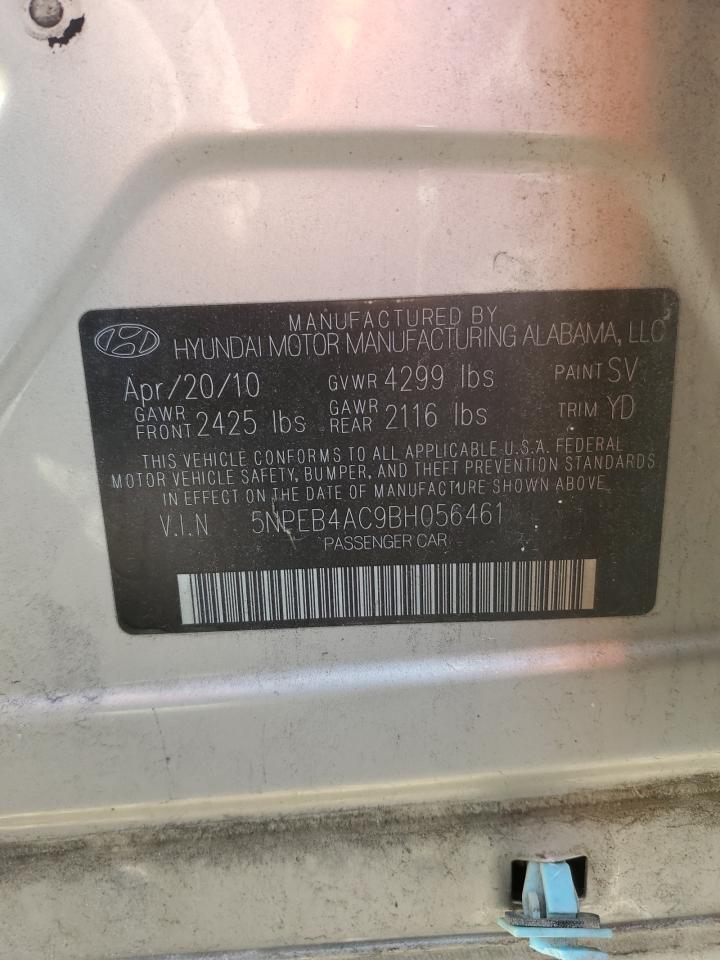 MANUFACTURED BY
HYUNDAI MOTOR MANUFACTURING ALABAMA, LLC
Apr/20/10 GVWR 4299 lbs PAINT SV
GAWR FRONT 2425 lbs GAWR REAR 2116 lbs TRIM YD
THIS VEHICLE CONFORMS TO ALL APPLICABLE U.S.A. FEDERAL
MOTOR VEHICLE SAFETY, BUMPER, AND THEFT PREVENTION STANDARDS
IN EFFECT ON THE DATE OF MANUFACTURE SHOWN ABOVE
V.I.N 5NPEB4AC9BH056461
PASSENGER CAR